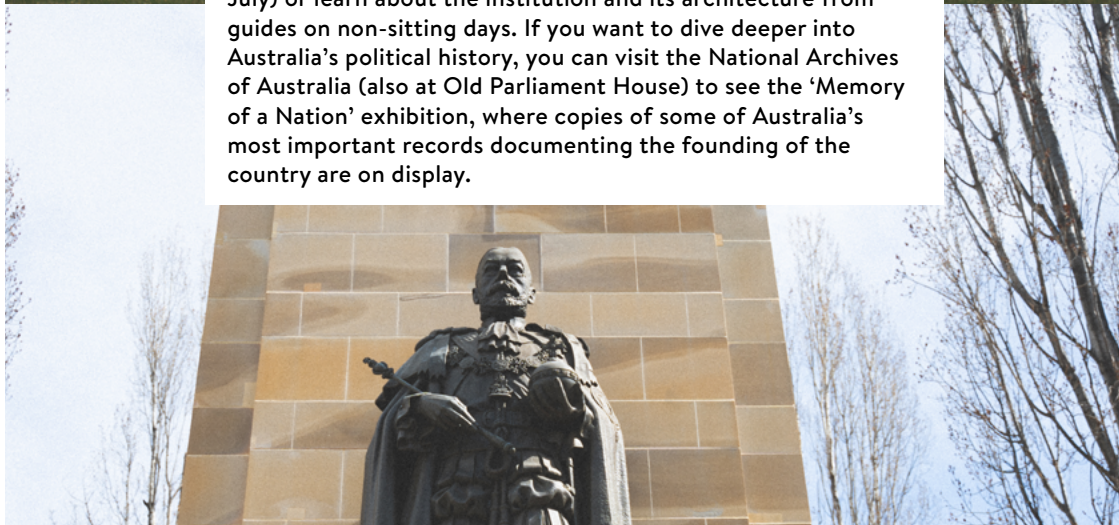 July) or learn about the institution and its architecture from
guides on non-sitting days. If you want to dive deeper into
Australia’s political history, you can visit the National Archives
of Australia (also at Old Parliament House) to see the ‘Memory
of a Nation’ exhibition, where copies of some of Australia’s
most important records documenting the founding of the
country are on display.